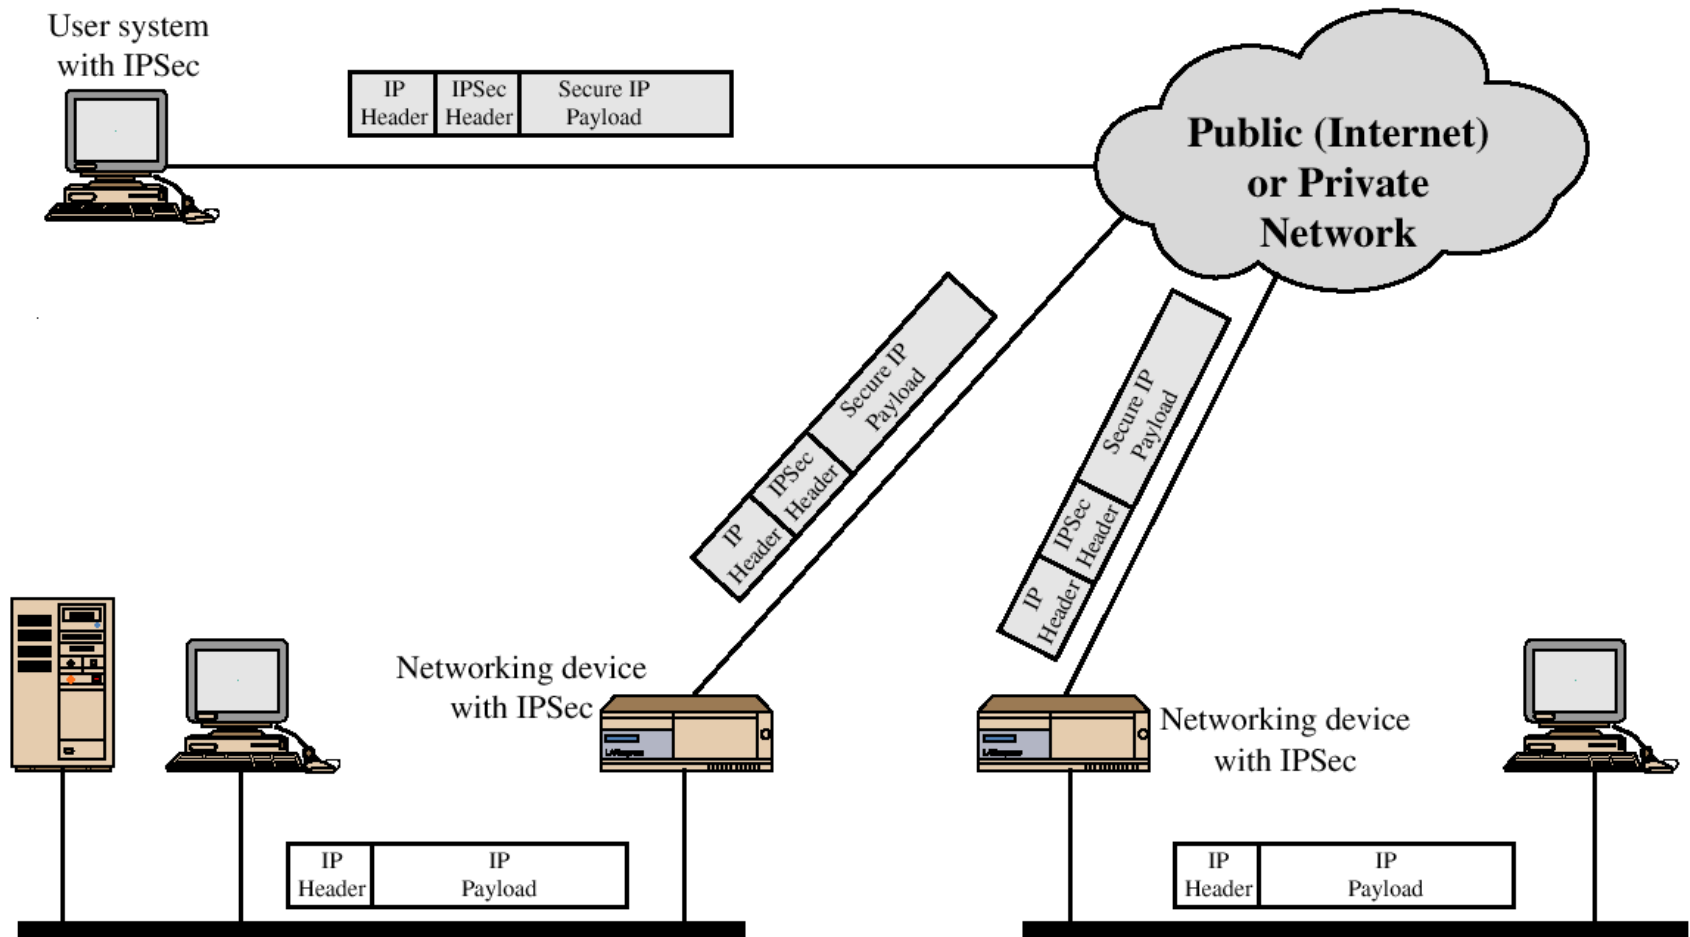 User system
with IPSec
IP
Header
IPSec
Header
Secure IP
Payload
Public (Internet)
or Private
Network
IP
Header
IPSec
Header
Secure IP
Payload
IP
Header
IPSec
Header
Secure IP
Payload
Networking device
with IPSec
Networking device
with IPSec
IP
Header
IP
Payload
IP
Header
IP
Payload